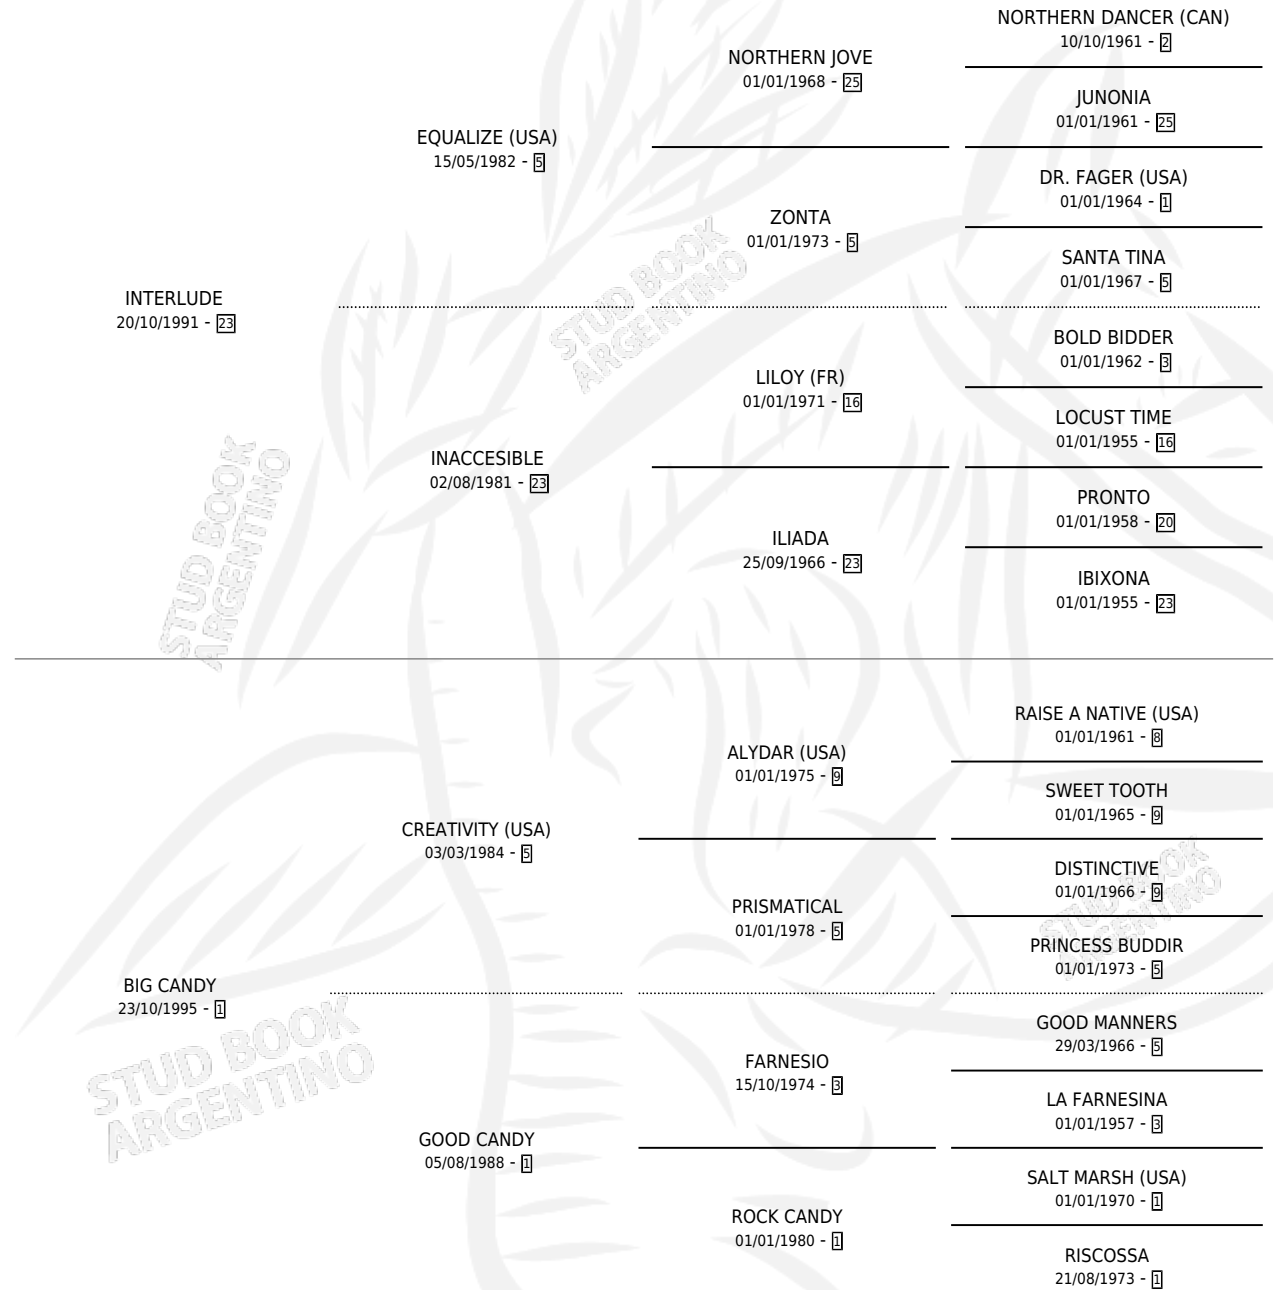 NORTHERN DANCER (CAN)
10/10/1961 - 2
NORTHERN JOVE
01/01/1968 - 25
JUNONIA
01/01/1961 - 25
EQUALIZE (USA)
15/05/1982 - 5
DR. FAGER (USA)
01/01/1964 - 1
ZONTA
01/01/1973 - 5
SANTA TINA
01/01/1967 - 5
INTERLUDE
20/10/1991 - 23
BOLD BIDDER
01/01/1962 - 3
LILOY (FR)
01/01/1971 - 16
LOCUST TIME
01/01/1955 - 16
INACCESIBLE
02/08/1981 - 23
PRONTO
01/01/1958 - 20
ILIADA
25/09/1966 - 23
IBIXONA
01/01/1955 - 23
RAISE A NATIVE (USA)
01/01/1961 - 8
ALYDAR (USA)
01/01/1975 - 9
SWEET TOOTH
01/01/1965 - 9
CREATIVITY (USA)
03/03/1984 - 5
DISTINCTIVE
01/01/1966 - 9
PRISMATICAL
01/01/1978 - 5
PRINCESS BUDDIR
01/01/1973 - 5
BIG CANDY
23/10/1995 - 1
GOOD MANNERS
29/03/1966 - 5
FARNESIO
15/10/1974 - 3
LA FARNESINA
01/01/1957 - 3
GOOD CANDY
05/08/1988 - 1
SALT MARSH (USA)
01/01/1970 - 1
ROCK CANDY
01/01/1980 - 1
RISCOSSA
21/08/1973 - 1
STUD BOOK
ARGENTINO
STUD BOOK
ARGENTINO
STUD BOOK
ARGENTINO
STUD BOOK
ARGENTINO